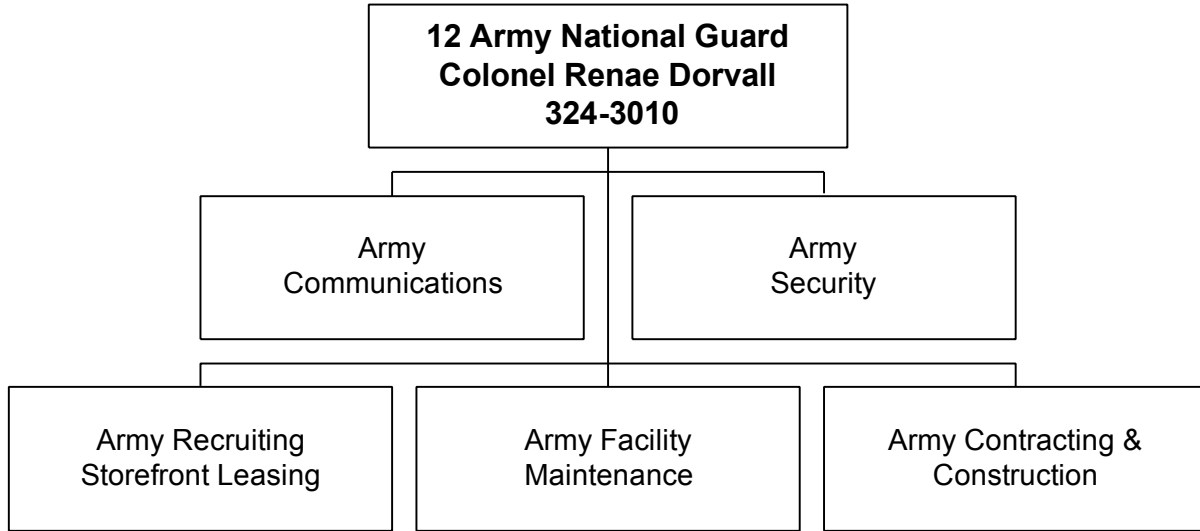 12 Army National Guard
Colonel Renae Dorvall
324-3010
Army
Communications
Army
Security
Army Recruiting
Storefront Leasing
Army Facility
Maintenance
Army Contracting &
Construction